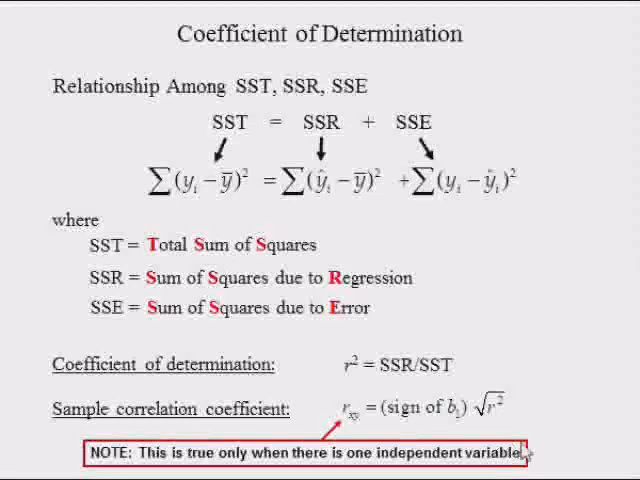 Coefficient of Determination
Relationship Among SST, SSR, SSE
SST = SSR + SSE
∑(yᵢ − y̅)² = ∑(ŷᵢ − y̅)² + ∑(yᵢ − ŷᵢ)²
where
SST = Total Sum of Squares
SSR = Sum of Squares due to Regression
SSE = Sum of Squares due to Error
Coefficient of determination: r² = SSR/SST
Sample correlation coefficient: r_xy = (sign of b₁) √r²
NOTE: This is true only when there is one independent variable